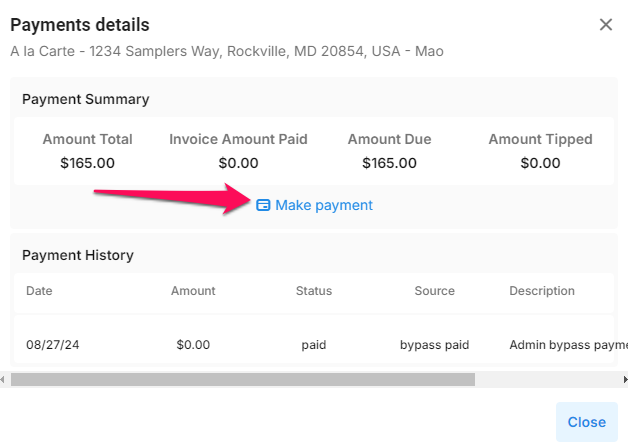 Payments details
A la Carte - 1234 Samplers Way, Rockville, MD 20854, USA - Mao
Payment Summary
Amount Total Invoice Amount Paid Amount Due Amount Tipped
$165.00 $0.00 $165.00 $0.00
Make payment
Payment History
Date Amount Status Source Description
08/27/24 $0.00 paid bypass paid Admin bypass payme
Close